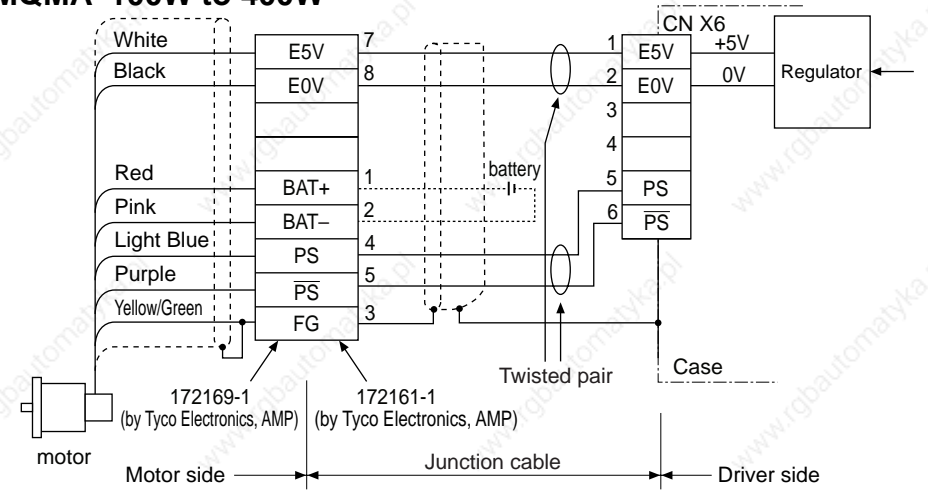 MQMA 100W to 400W
CN X6
White
Black
Red
Pink
Light Blue
Purple
Yellow/Green
E5V
E0V
BAT+
BAT–
PS
PS
FG
7
8
1
2
4
5
3
battery
1
2
3
4
5
6
E5V
E0V
PS
PS
+5V
0V
Regulator
Twisted pair
Case
172169-1
(by Tyco Electronics, AMP)
172161-1
(by Tyco Electronics, AMP)
motor
Motor side
Junction cable
Driver side
www.rgbautomatyka.pl